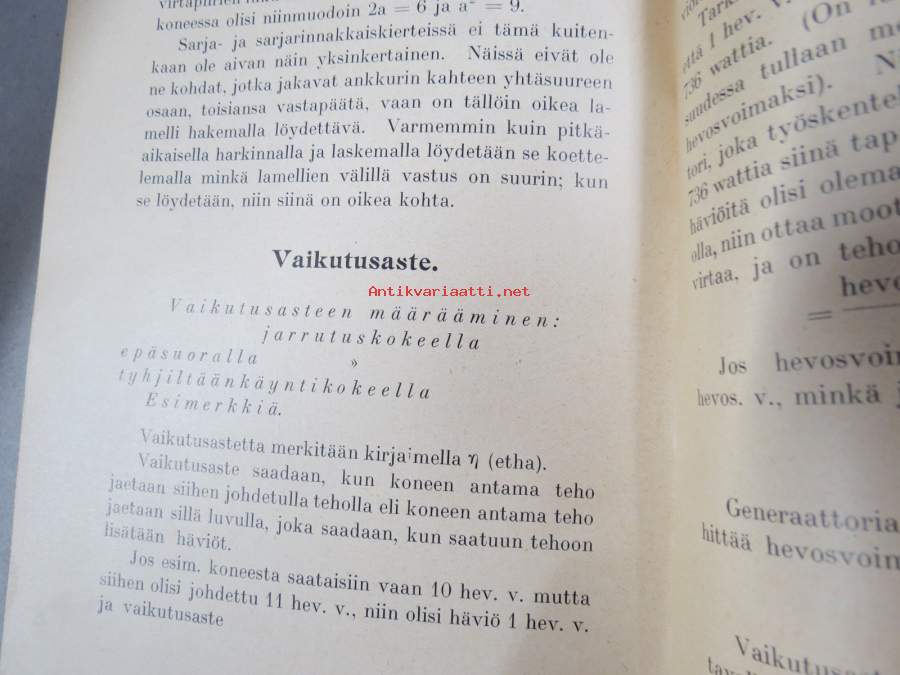 koneessa olisi niinmuodoin 2a = 6 ja a² = 9.
Sarja- ja sarjarinnakkaiskierteissä ei tämä kuiten-
kaan ole aivan näin yksinkertainen. Näissä eivät ole
ne kohdat, jotka jakavat ankkurin kahteen yhtäsuureen
osaan, toisiansa vastapäätä, vaan on tällöin oikea la-
melli hakemalla löydettävä. Varmemmin kuin pitkä-
aikaisella harkinnalla ja laskemalla löydetään se koette-
lemalla minkä lamellien välillä vastus on suurin; kun
se löydetään, niin siinä on oikea kohta.
Vaikutusaste.
Antikvariaatti.net
Vaikutusasteen määrääminen:
jarrutuskokeella
epäsuoralla »
tyhjiltäänkäyntikokeella
Esimerkkiä.
Vaikutusastetta merkitään kirjaimella η (etha).
Vaikutusaste saadaan, kun koneen antama teho
jaetaan siihen johdetulla teholla eli koneen antama teho
jaetaan sillä luvulla, joka saadaan, kun saatuun tehoon
lisätään häviöt.
Jos esim. koneesta saataisiin vaan 10 hev. v. mutta
siihen olisi johdettu 11 hev. v., niin olisi häviö 1 hev. v.
ja vaikutusaste
että 1 hev. v.
736 wattia. (On
suudessa tullaan
hevosvoimaksi).
tori, joka työskentel
736 wattia siinä tap
häviöitä olisi olema
olla, niin ottaa moot
virtaa, ja on teho
hevo
=
Jos hevosvoi
hevos. v., minkä
Generaattoria
hittää hevosvoim
Vaikutusa